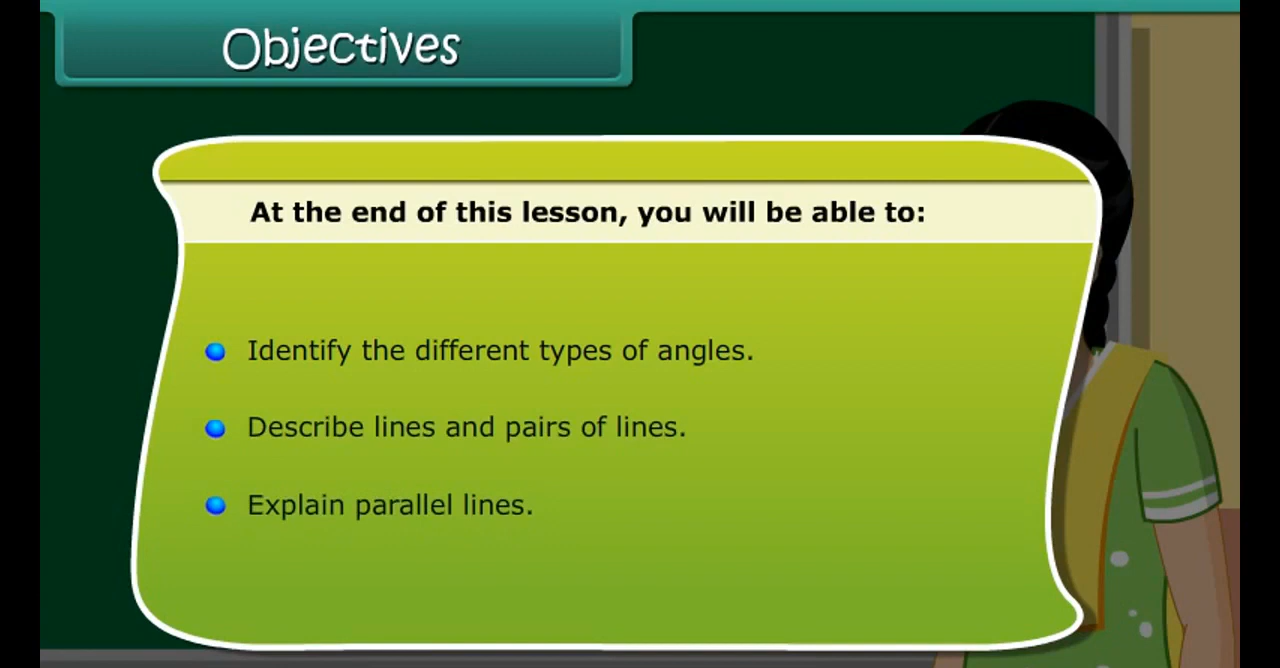 Objectives
At the end of this lesson, you will be able to:
Identify the different types of angles.
Describe lines and pairs of lines.
Explain parallel lines.